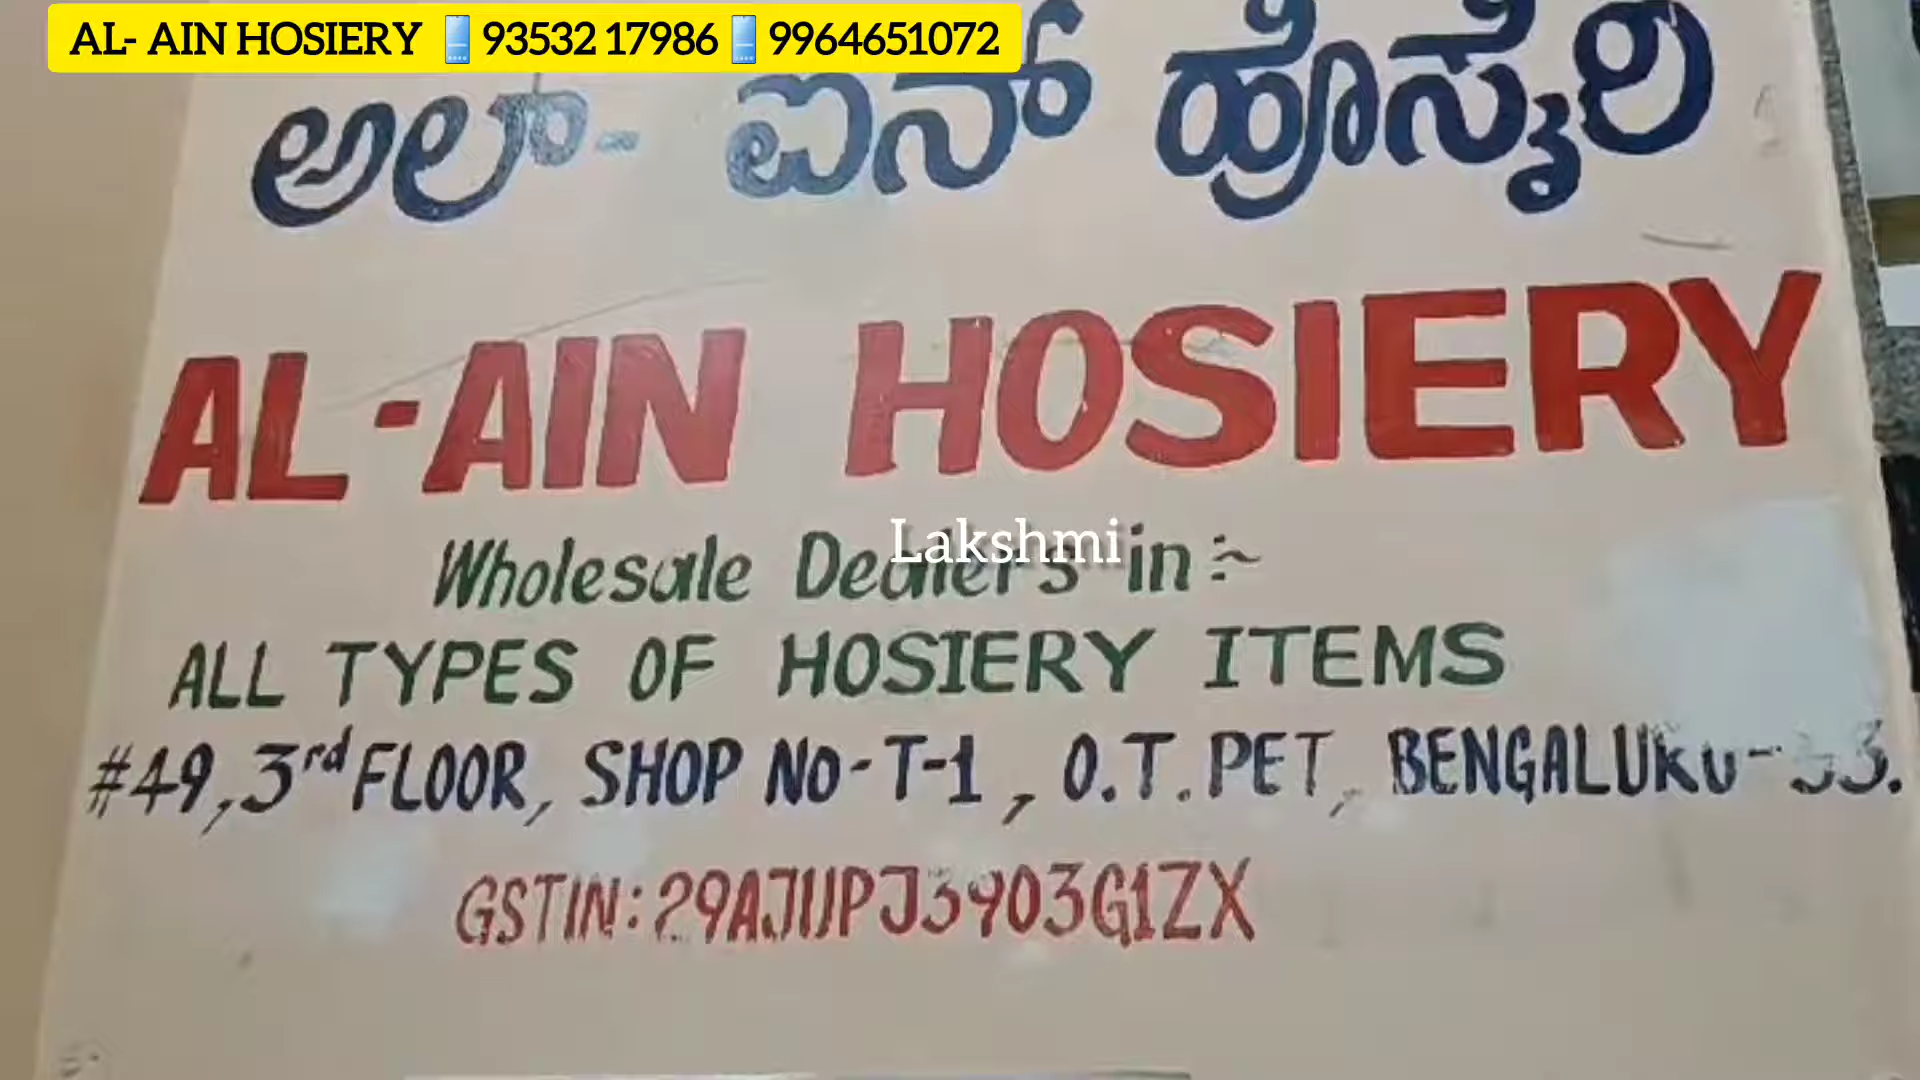 AL- AIN HOSIERY 93532 17986 9964651072
ಅಲ್- ಐನ್ ಹೊಸೈರಿ
AL-AIN HOSIERY
Lakshmi
Wholesale Dealers in :~
ALL TYPES OF HOSIERY ITEMS
#49, 3rd FLOOR, SHOP No-T-1, O.T. PET, BENGALURU-53.
GSTIN: 29AJUPJ3903G1ZX